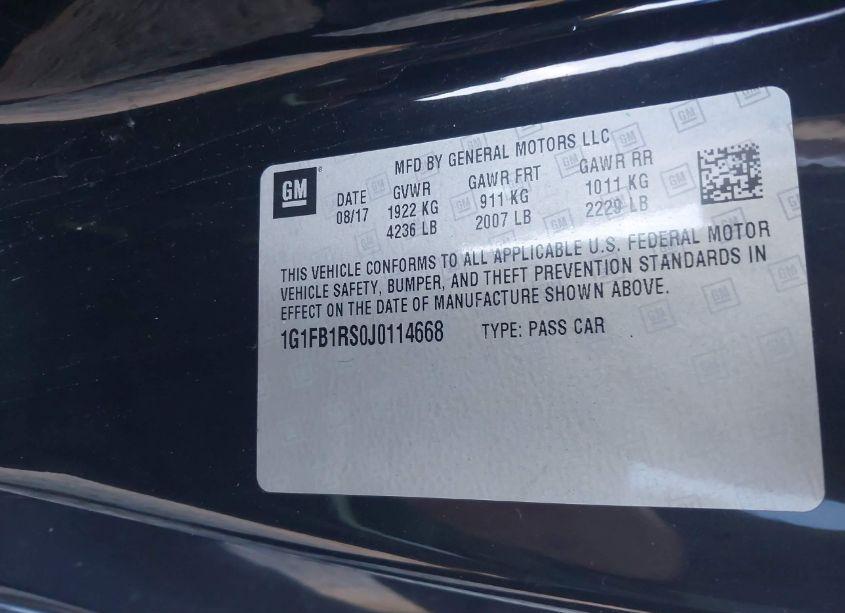 GM
MFD BY GENERAL MOTORS LLC
DATE GVWR GAWR FRT GAWR RR
08/17 1922 KG 911 KG 1011 KG
4236 LB 2007 LB 2229 LB
THIS VEHICLE CONFORMS TO ALL APPLICABLE U.S. FEDERAL MOTOR
VEHICLE SAFETY, BUMPER, AND THEFT PREVENTION STANDARDS IN
EFFECT ON THE DATE OF MANUFACTURE SHOWN ABOVE.
1G1FB1RS0J0114668 TYPE: PASS CAR